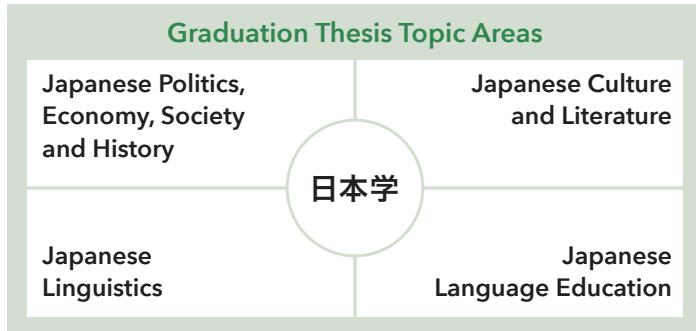 Graduation Thesis Topic Areas
Japanese Politics,
Economy, Society
and History
Japanese Culture
and Literature
日本学
Japanese
Linguistics
Japanese
Language Education